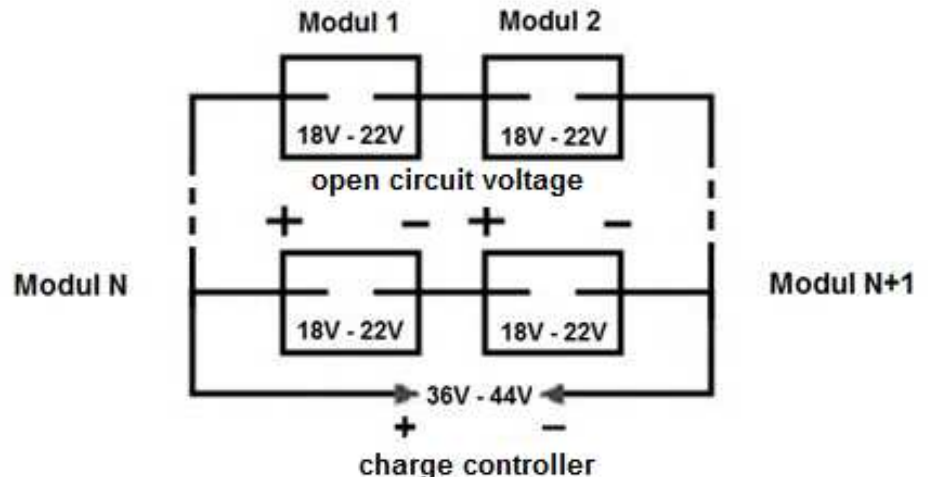 Modul 1 Modul 2
18V - 22V 18V - 22V
open circuit voltage
+ − + −
Modul N Modul N+1
18V - 22V 18V - 22V
36V - 44V
+ −
charge controller